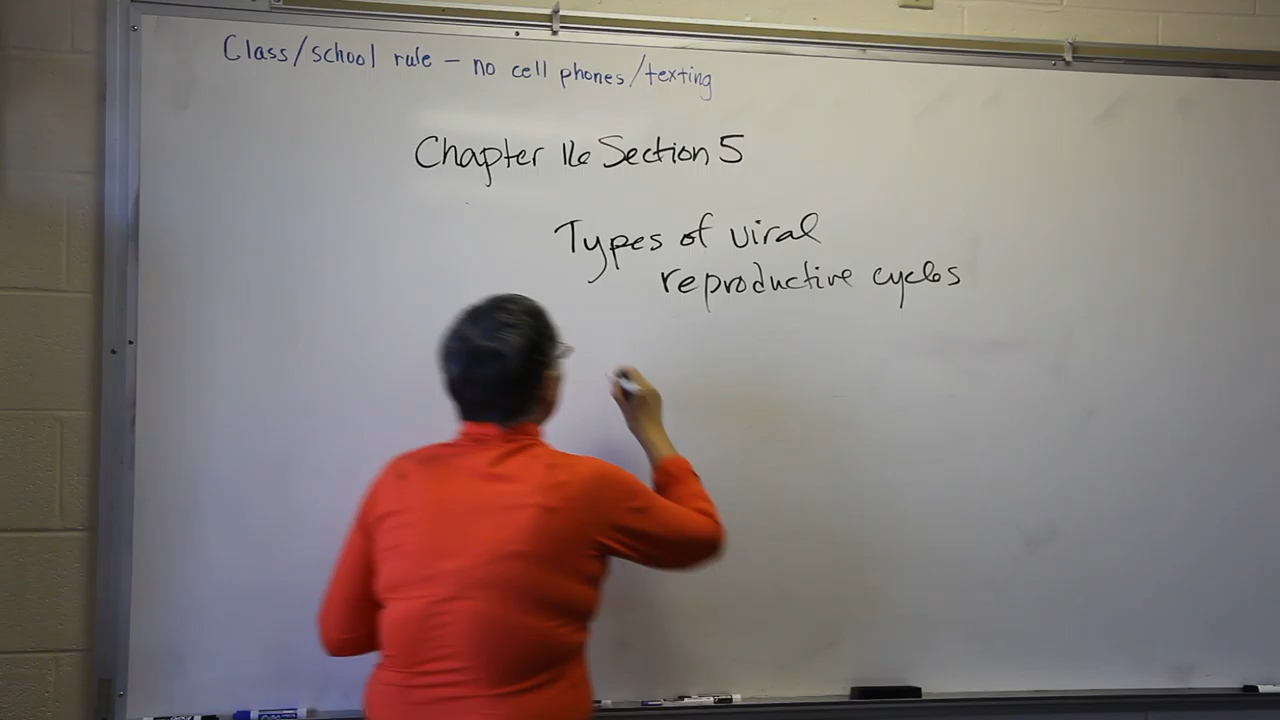 Class/school rule – no cell phones/texting
Chapter 16 Section 5
Types of viral
reproductive cycles